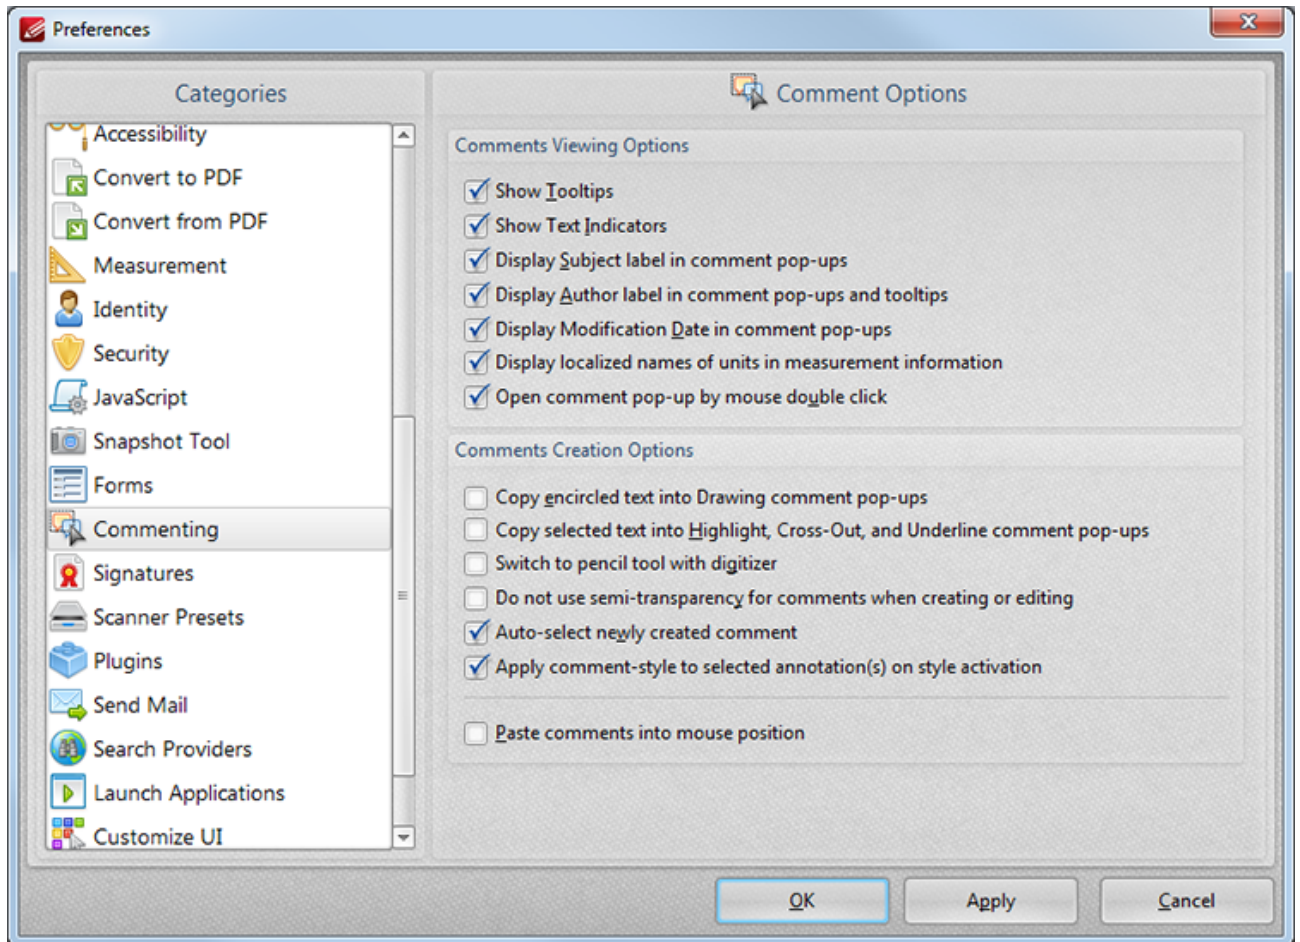 Preferences
Categories
Accessibility
Convert to PDF
Convert from PDF
Measurement
Identity
Security
JavaScript
Snapshot Tool
Forms
Commenting
Signatures
Scanner Presets
Plugins
Send Mail
Search Providers
Launch Applications
Customize UI
Comment Options
Comments Viewing Options
Show Tooltips
Show Text Indicators
Display Subject label in comment pop-ups
Display Author label in comment pop-ups and tooltips
Display Modification Date in comment pop-ups
Display localized names of units in measurement information
Open comment pop-up by mouse double click
Comments Creation Options
Copy encircled text into Drawing comment pop-ups
Copy selected text into Highlight, Cross-Out, and Underline comment pop-ups
Switch to pencil tool with digitizer
Do not use semi-transparency for comments when creating or editing
Auto-select newly created comment
Apply comment-style to selected annotation(s) on style activation
Paste comments into mouse position
OK
Apply
Cancel